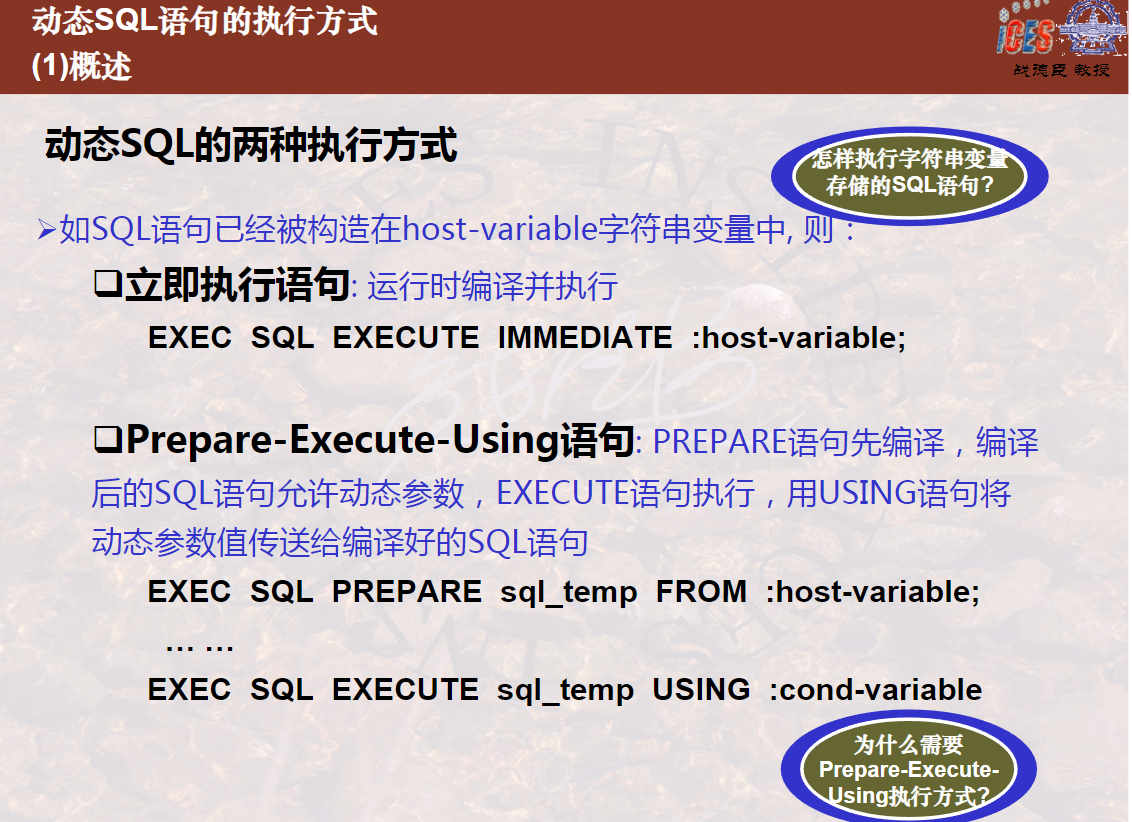 动态SQL语句的执行方式
(1)概述
iCES
战德臣 教授
动态SQL的两种执行方式
怎样执行字符串变量
存储的SQL语句?
➢如SQL语句已经被构造在host-variable字符串变量中, 则：
❑立即执行语句: 运行时编译并执行
EXEC SQL EXECUTE IMMEDIATE :host-variable;
❑Prepare-Execute-Using语句: PREPARE语句先编译，编译
后的SQL语句允许动态参数，EXECUTE语句执行，用USING语句将
动态参数值传送给编译好的SQL语句
EXEC SQL PREPARE sql_temp FROM :host-variable;
… …
EXEC SQL EXECUTE sql_temp USING :cond-variable
为什么需要
Prepare-Execute-
Using执行方式?